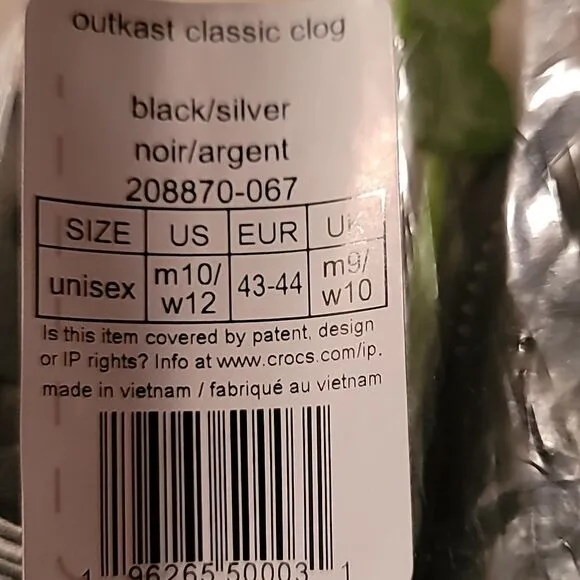 outkast classic clog
black/silver
noir/argent
208870-067
SIZE US EUR UK
unisex m10/ w12 43-44 m9/ w10
Is this item covered by patent, design
or IP rights? Info at www.crocs.com/ip.
made in vietnam / fabriqué au vietnam
1 96265 50003 1